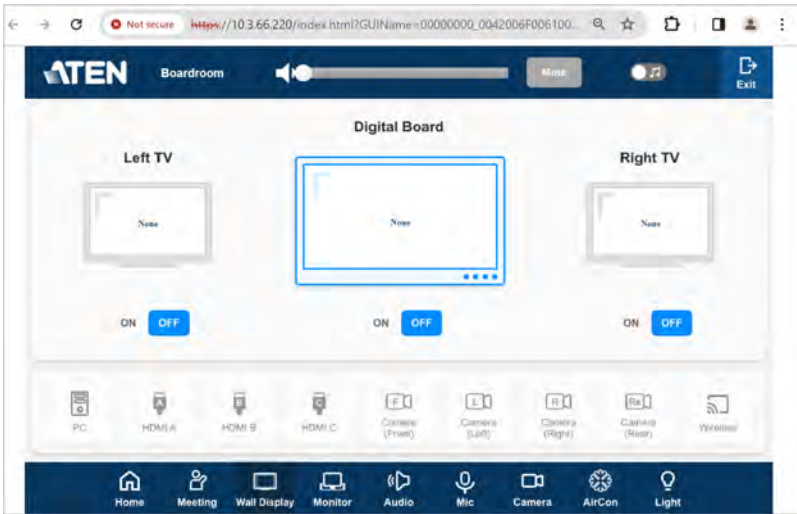 Not secure https://10.3.66.220/index.html?GUIName=00000000_0042006F006100...
ATEN Boardroom Mute Exit
Digital Board
Left TV Right TV
None None None
ON OFF ON OFF ON OFF
PC HDMI A HDMI B HDMI C Camera (Front) Camera (Left) Camera (Right) Camera (Rear) Wireless
A B C F L R Re
Home Meeting Wall Display Monitor Audio Mic Camera AirCon Light